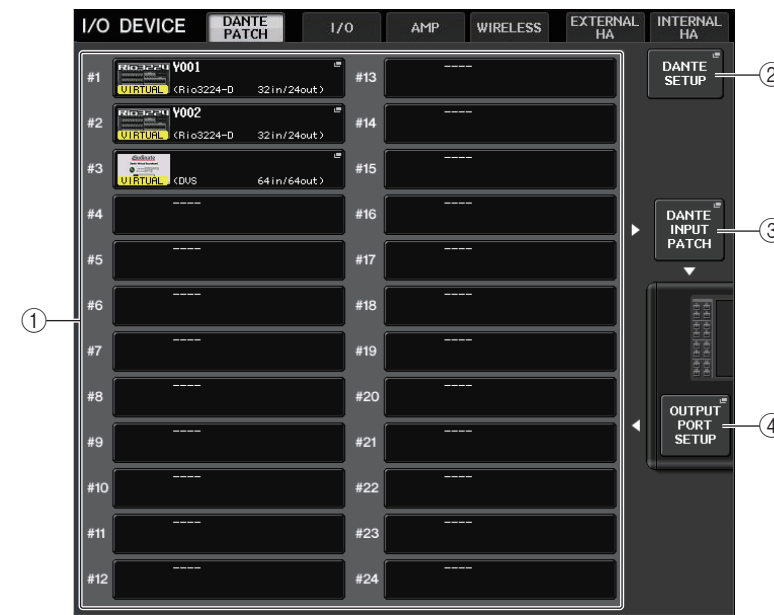 I/O DEVICE
DANTE PATCH
I/O
AMP
WIRELESS
EXTERNAL HA
INTERNAL HA
#1
Rio3224
VIRTUAL
Y001
(Rio3224-D 32in/24out)
#2
Rio3224
VIRTUAL
Y002
(Rio3224-D 32in/24out)
#3
Audinate
VIRTUAL
(DVS 64in/64out)
#4 ----
#5 ----
#6 ----
#7 ----
#8 ----
#9 ----
#10 ----
#11 ----
#12 ----
#13 ----
#14 ----
#15 ----
#16 ----
#17 ----
#18 ----
#19 ----
#20 ----
#21 ----
#22 ----
#23 ----
#24 ----
DANTE
SETUP
DANTE
INPUT
PATCH
OUTPUT
PORT
SETUP
①
②
③
④